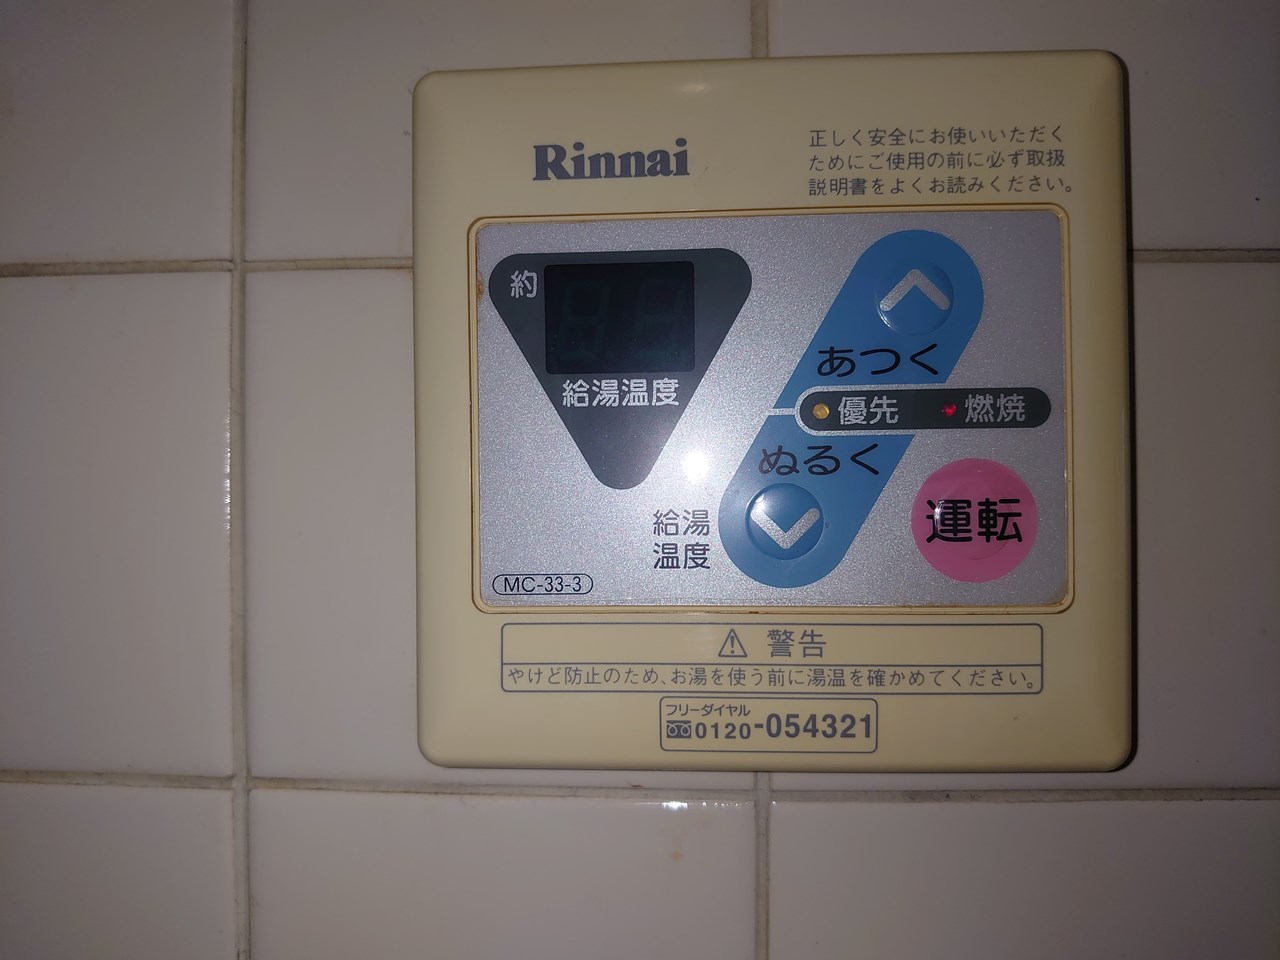 Rinnai
正しく安全にお使いいただく
ためにご使用の前に必ず取扱
説明書をよくお読みください。
約
給湯温度
あつく
優先 燃焼
ぬるく
運転
給湯
温度
MC-33-3
⚠ 警告
やけど防止のため、お湯を使う前に湯温を確かめてください。
フリーダイヤル
0120-054321